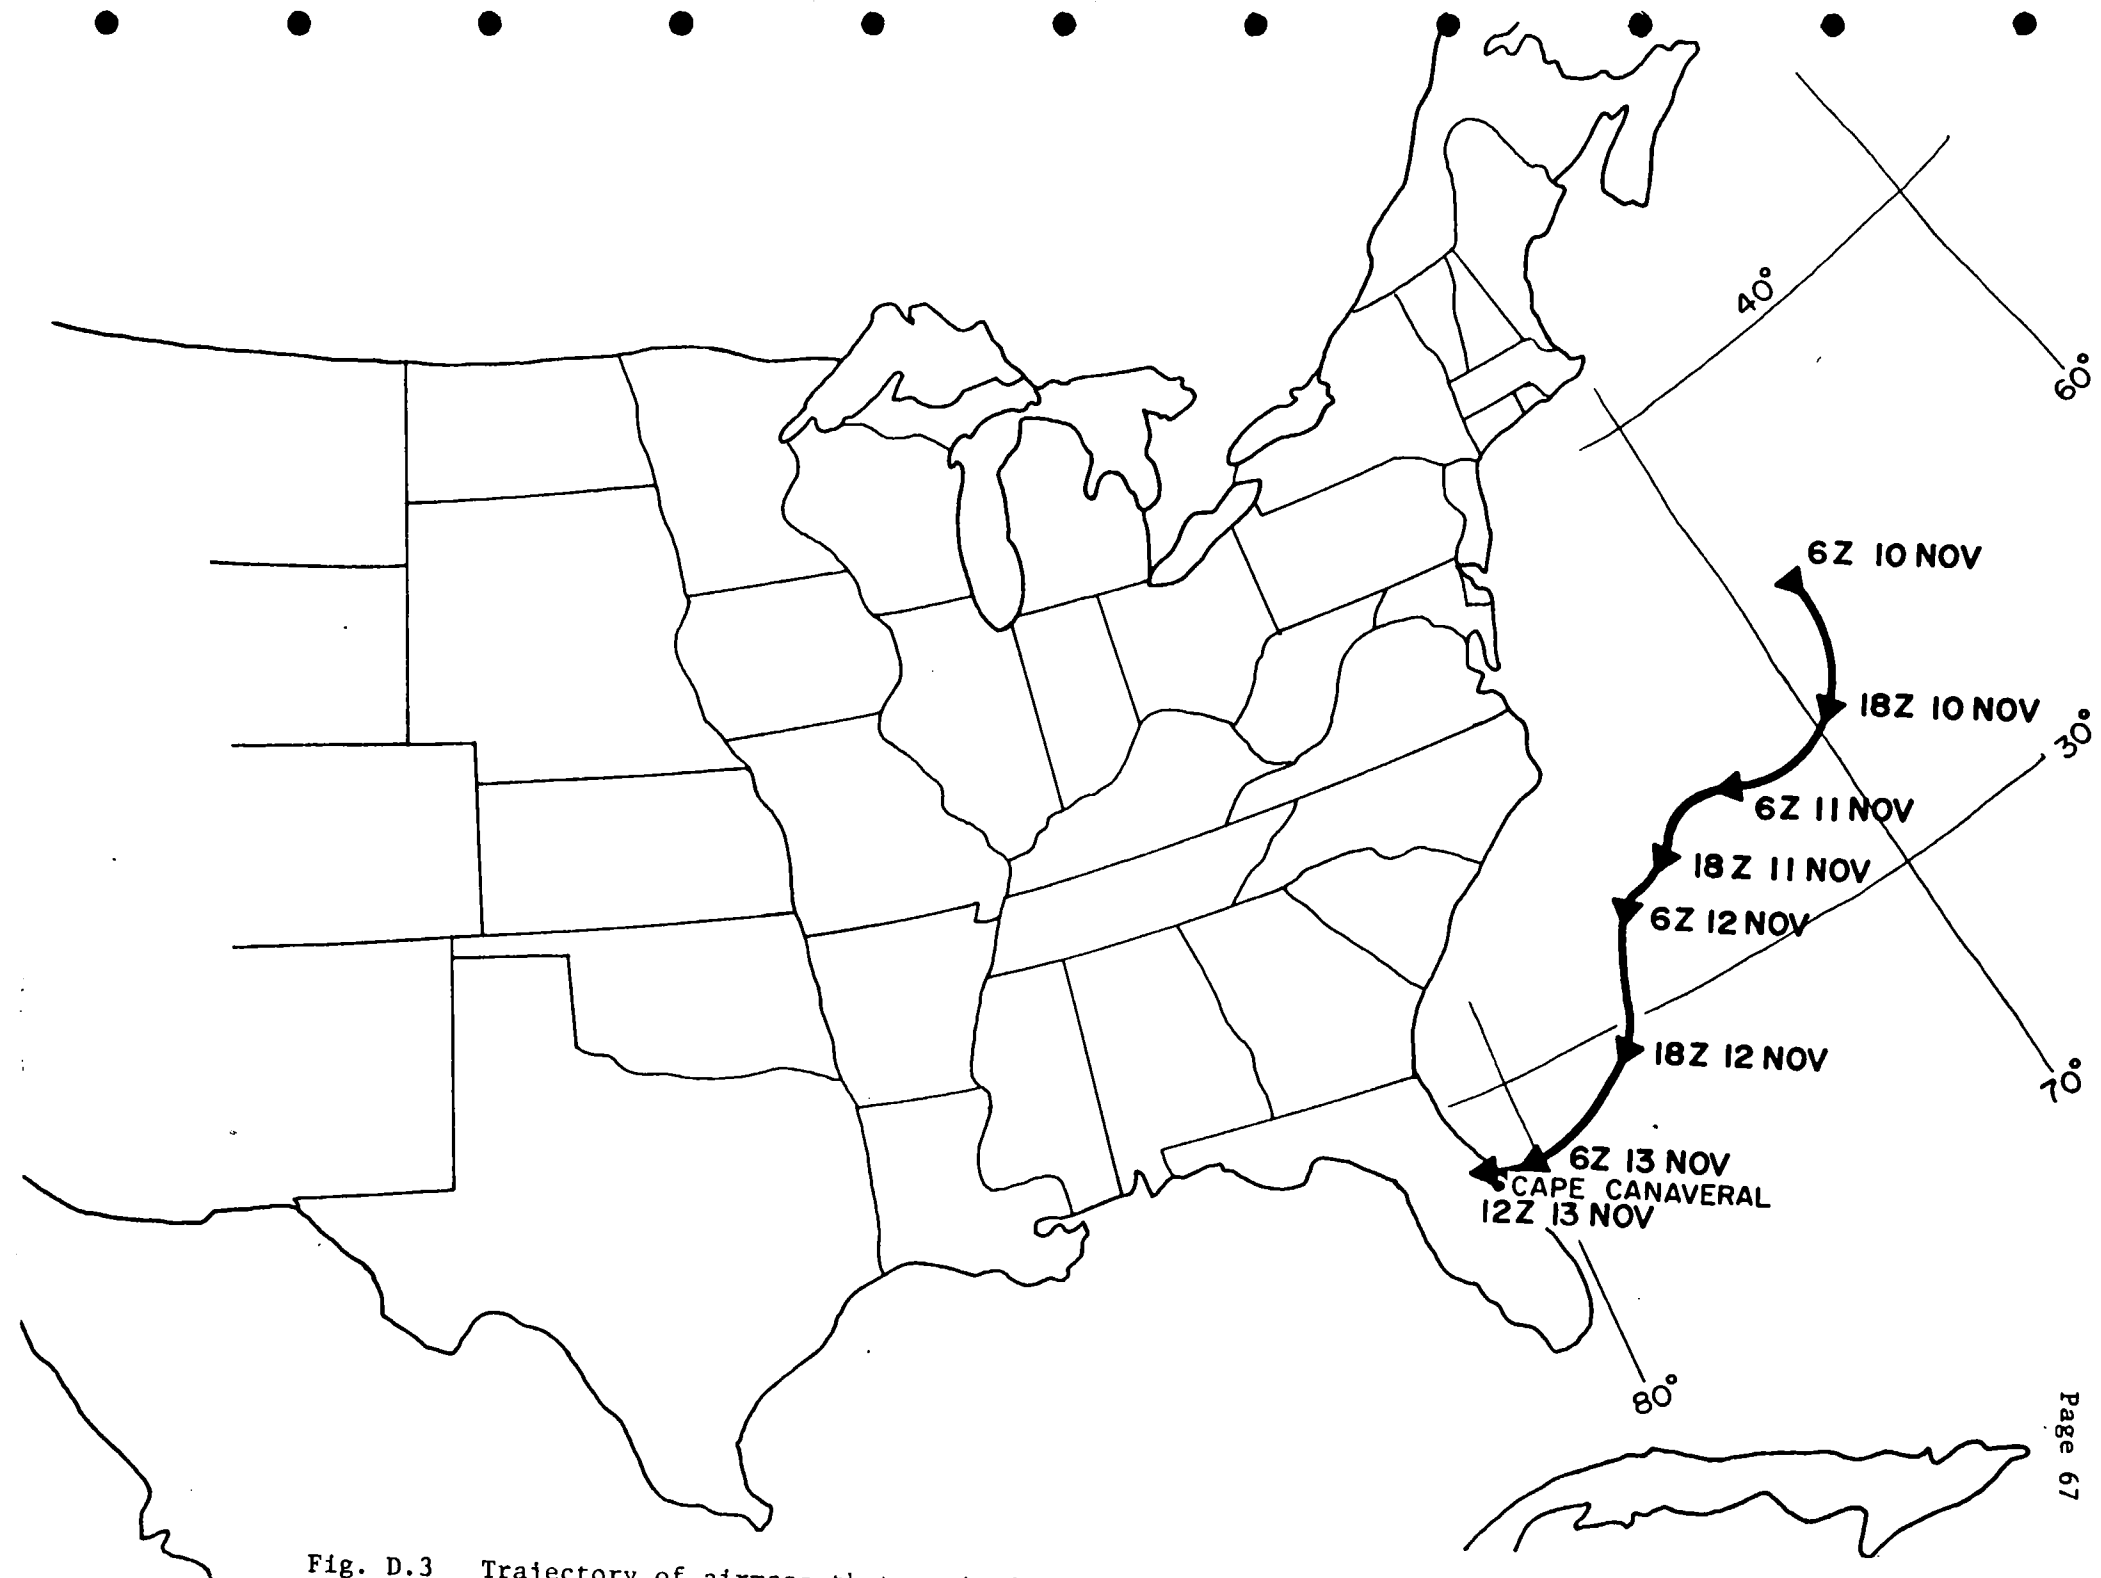 40°
60°
6Z 10 NOV
18Z 10 NOV
30°
6Z 11 NOV
18Z 11 NOV
6Z 12 NOV
18Z 12 NOV
70°
6Z 13 NOV
CAPE CANAVERAL
12Z 13 NOV
80°
Page 67
Fig. D.3 Trajectory of airmass